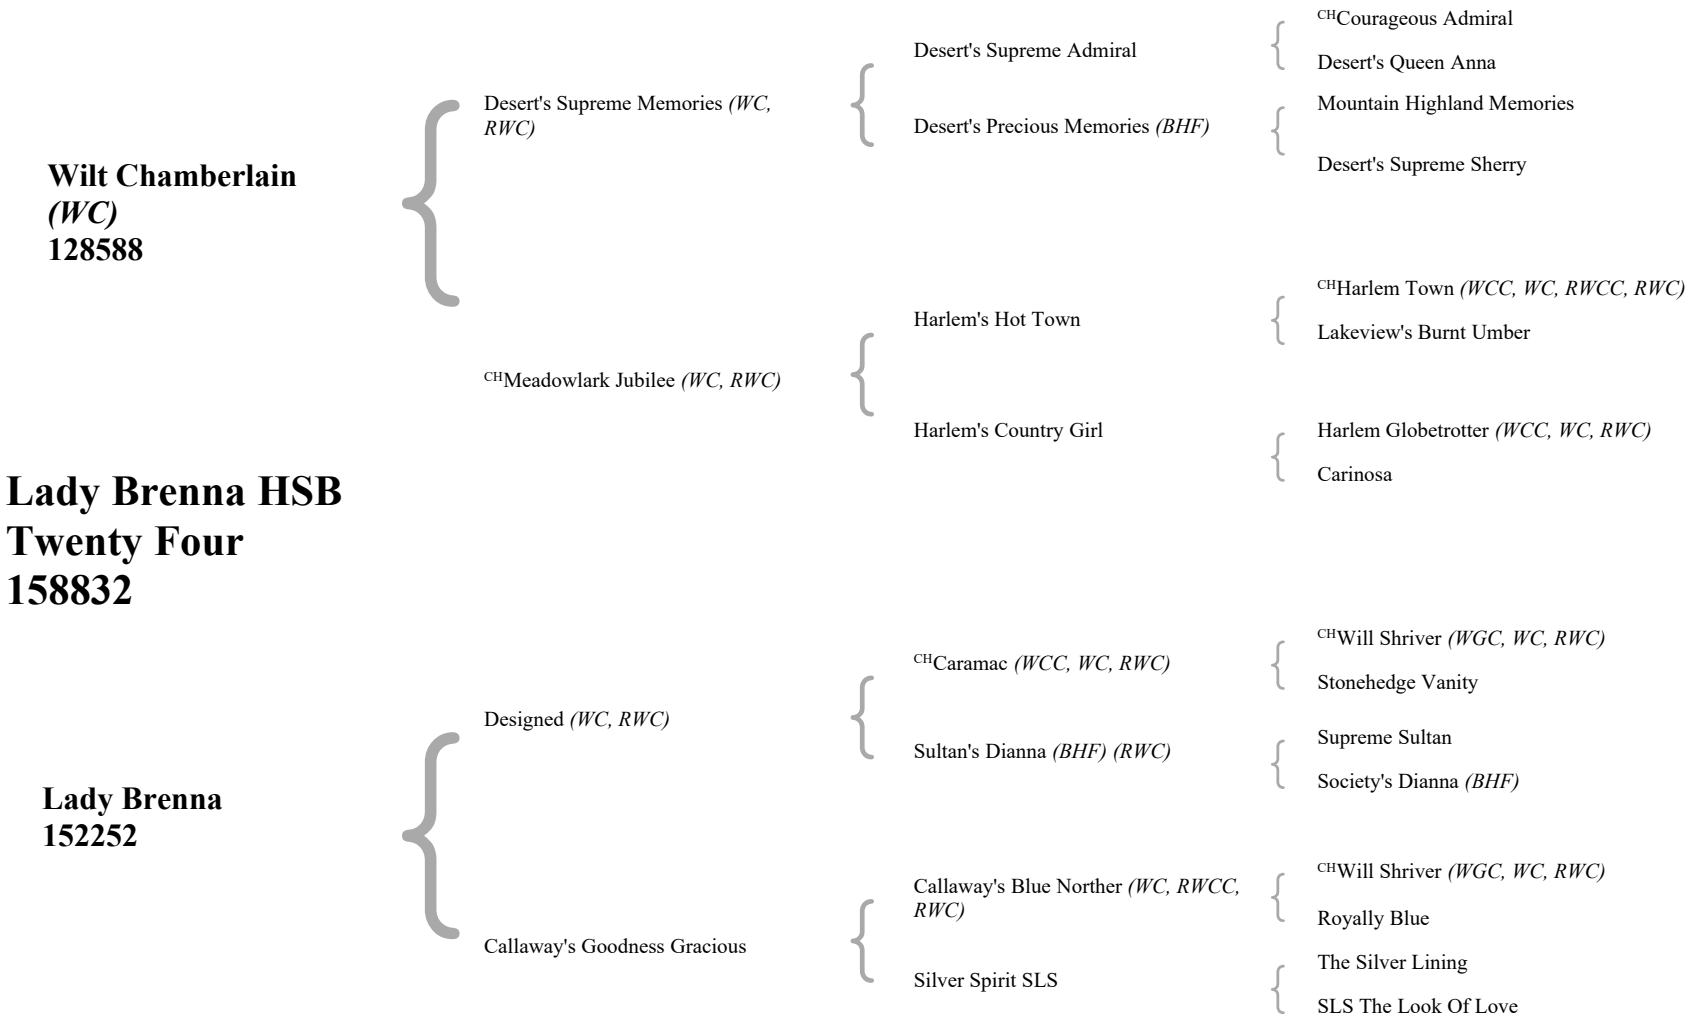 CHCourageous Admiral
Desert's Supreme Admiral
Desert's Queen Anna
Desert's Supreme Memories (WC,
RWC)
Mountain Highland Memories
Desert's Precious Memories (BHF)
Desert's Supreme Sherry
Wilt Chamberlain
(WC)
128588
CHHarlem Town (WCC, WC, RWCC, RWC)
Harlem's Hot Town
Lakeview's Burnt Umber
CHMeadowlark Jubilee (WC, RWC)
Harlem's Country Girl
Harlem Globetrotter (WCC, WC, RWC)
Carinosa
Lady Brenna HSB
Twenty Four
158832
CHWill Shriver (WGC, WC, RWC)
CHCaramac (WCC, WC, RWC)
Stonehedge Vanity
Designed (WC, RWC)
Supreme Sultan
Sultan's Dianna (BHF) (RWC)
Society's Dianna (BHF)
Lady Brenna
152252
CHWill Shriver (WGC, WC, RWC)
Callaway's Blue Norther (WC, RWCC,
RWC)
Royally Blue
Callaway's Goodness Gracious
The Silver Lining
Silver Spirit SLS
SLS The Look Of Love